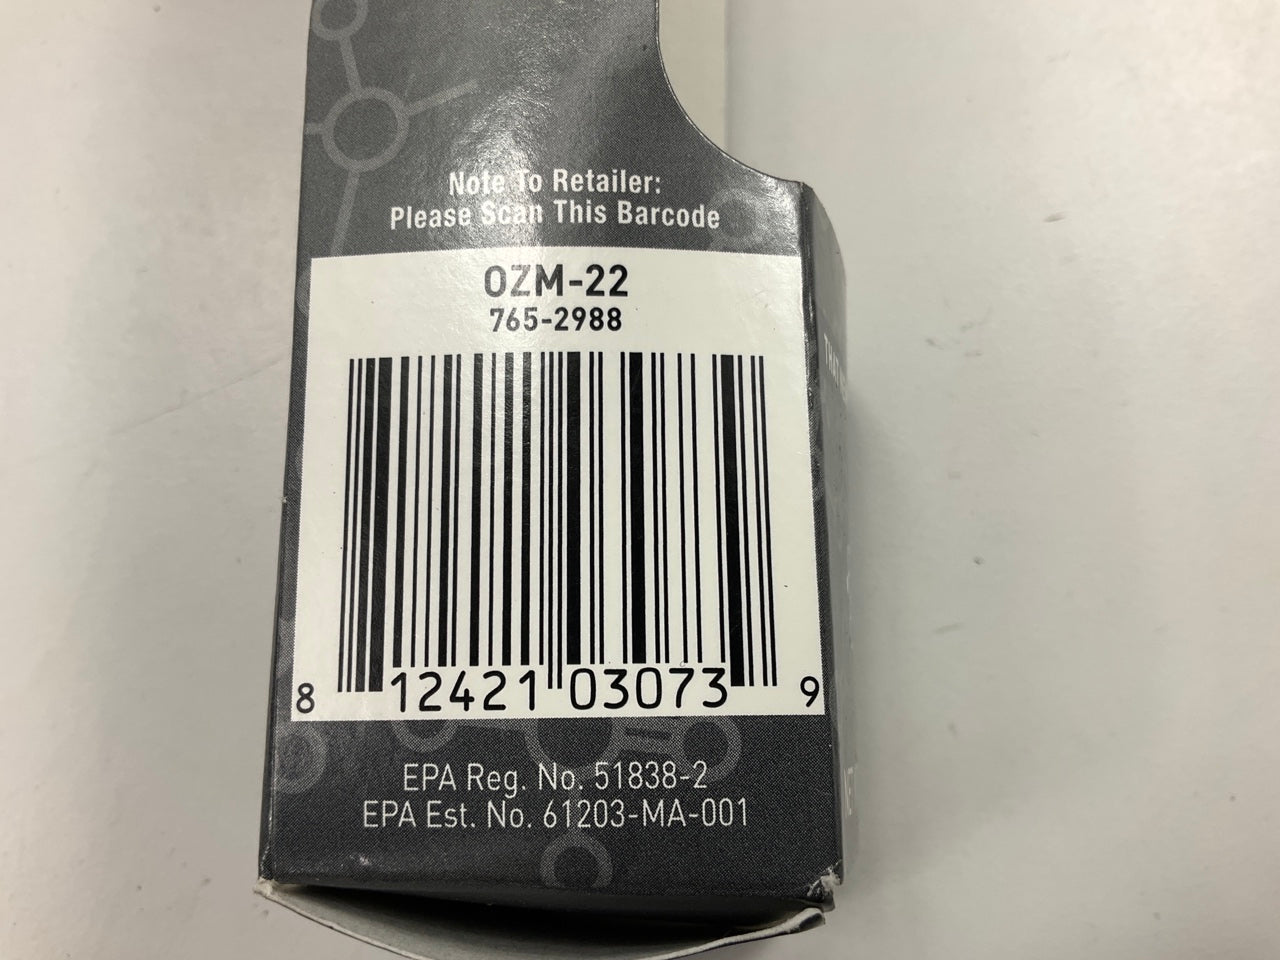 Note To Retailer:
Please Scan This Barcode
OZM-22
765-2988
8 12421 03073 9
EPA Reg. No. 51838-2
EPA Est. No. 61203-MA-001